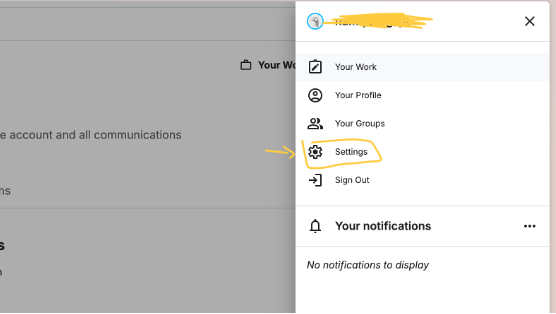 Your Wo
Your Work
Your Profile
Your Groups
e account and all communications
Settings
Sign Out
ns
Your notifications
s
No notifications to display
n